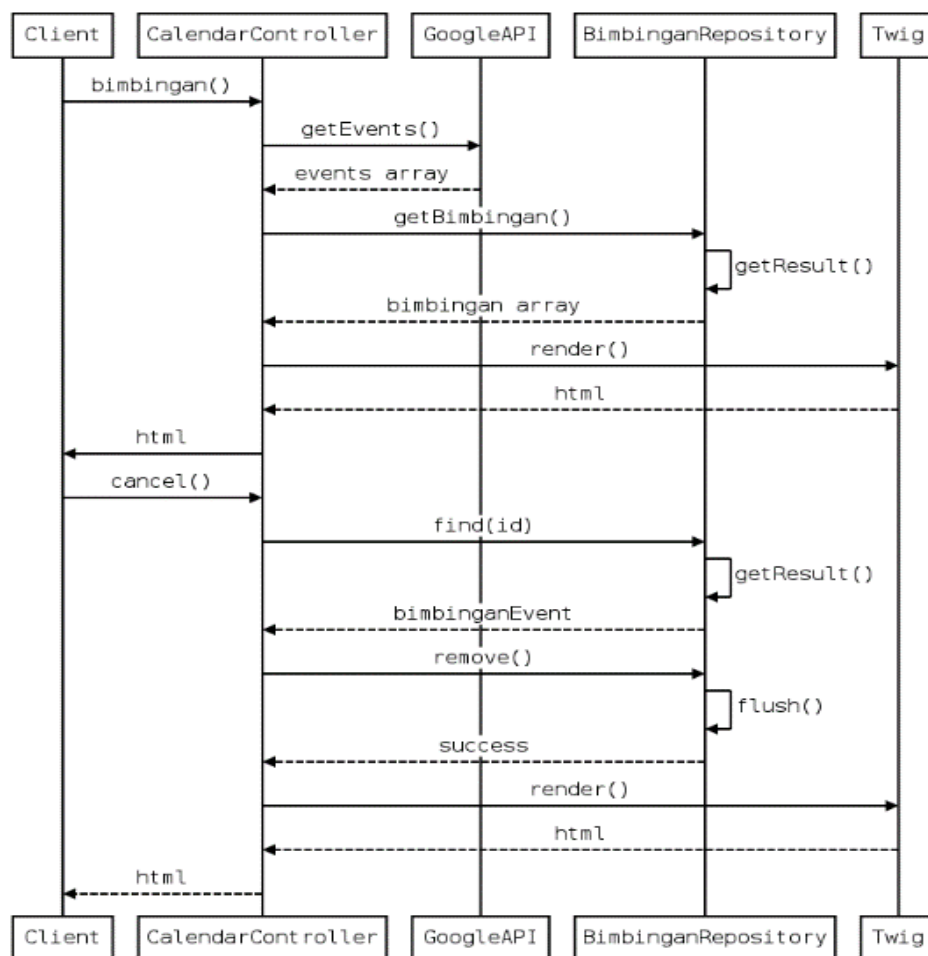 Client CalendarController GoogleAPI BimbinganRepository Twig
bimbingan()
getEvents()
events array
getBimbingan()
getResult()
bimbingan array
render()
html
html
cancel()
find(id)
getResult()
bimbinganEvent
remove()
flush()
success
render()
html
html
Client CalendarController GoogleAPI BimbinganRepository Twig